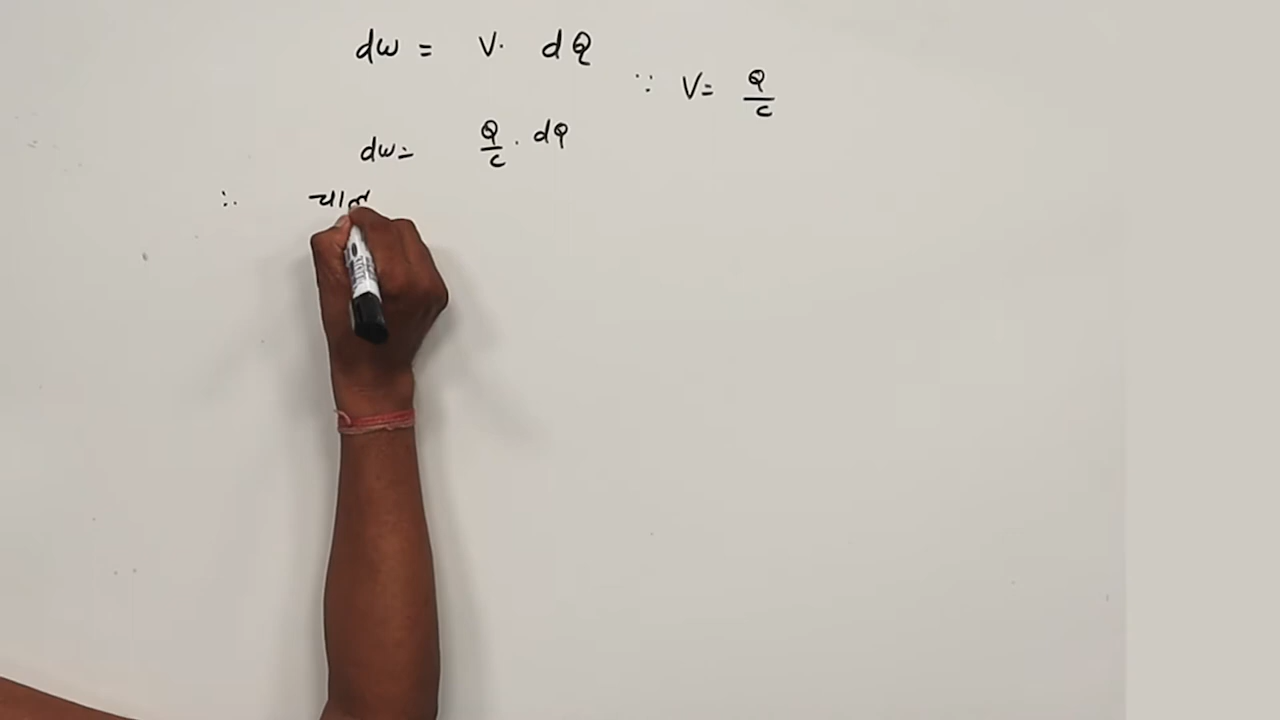 dw = V. dQ
∵ V= Q/c
dw= Q/c . dQ
∴ चाल